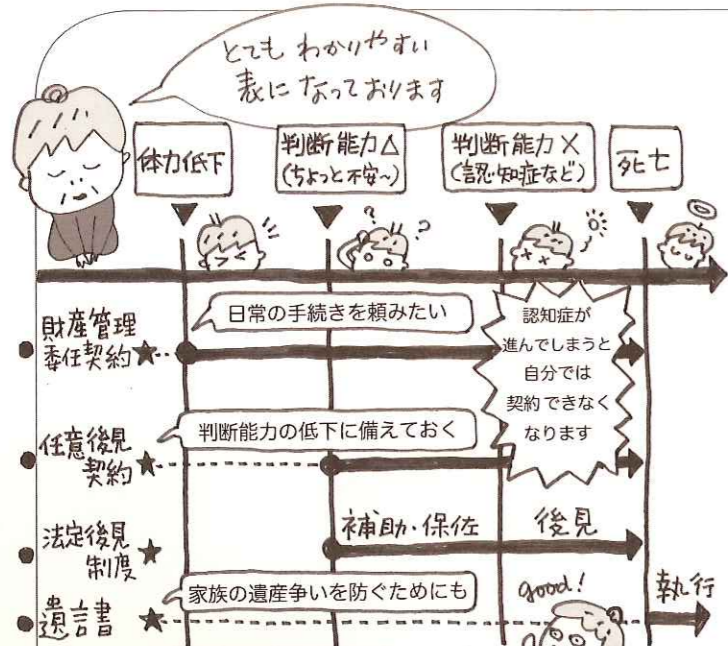 とても わかりやすい
表に なっております
体力低下
判断能力△
(ちょっと不安〜)
判断能力×
(認知症など)
死亡
?
?
財産管理
委任契約★
日常の手続きを頼みたい
認知症が
進んでしまうと
自分では
契約できなく
なります
任意後見
契約★
判断能力の低下に備えておく
法定後見
制度★
補助・保佐
後見
遺言書★
家族の遺産争いを防ぐためにも
good!
執行